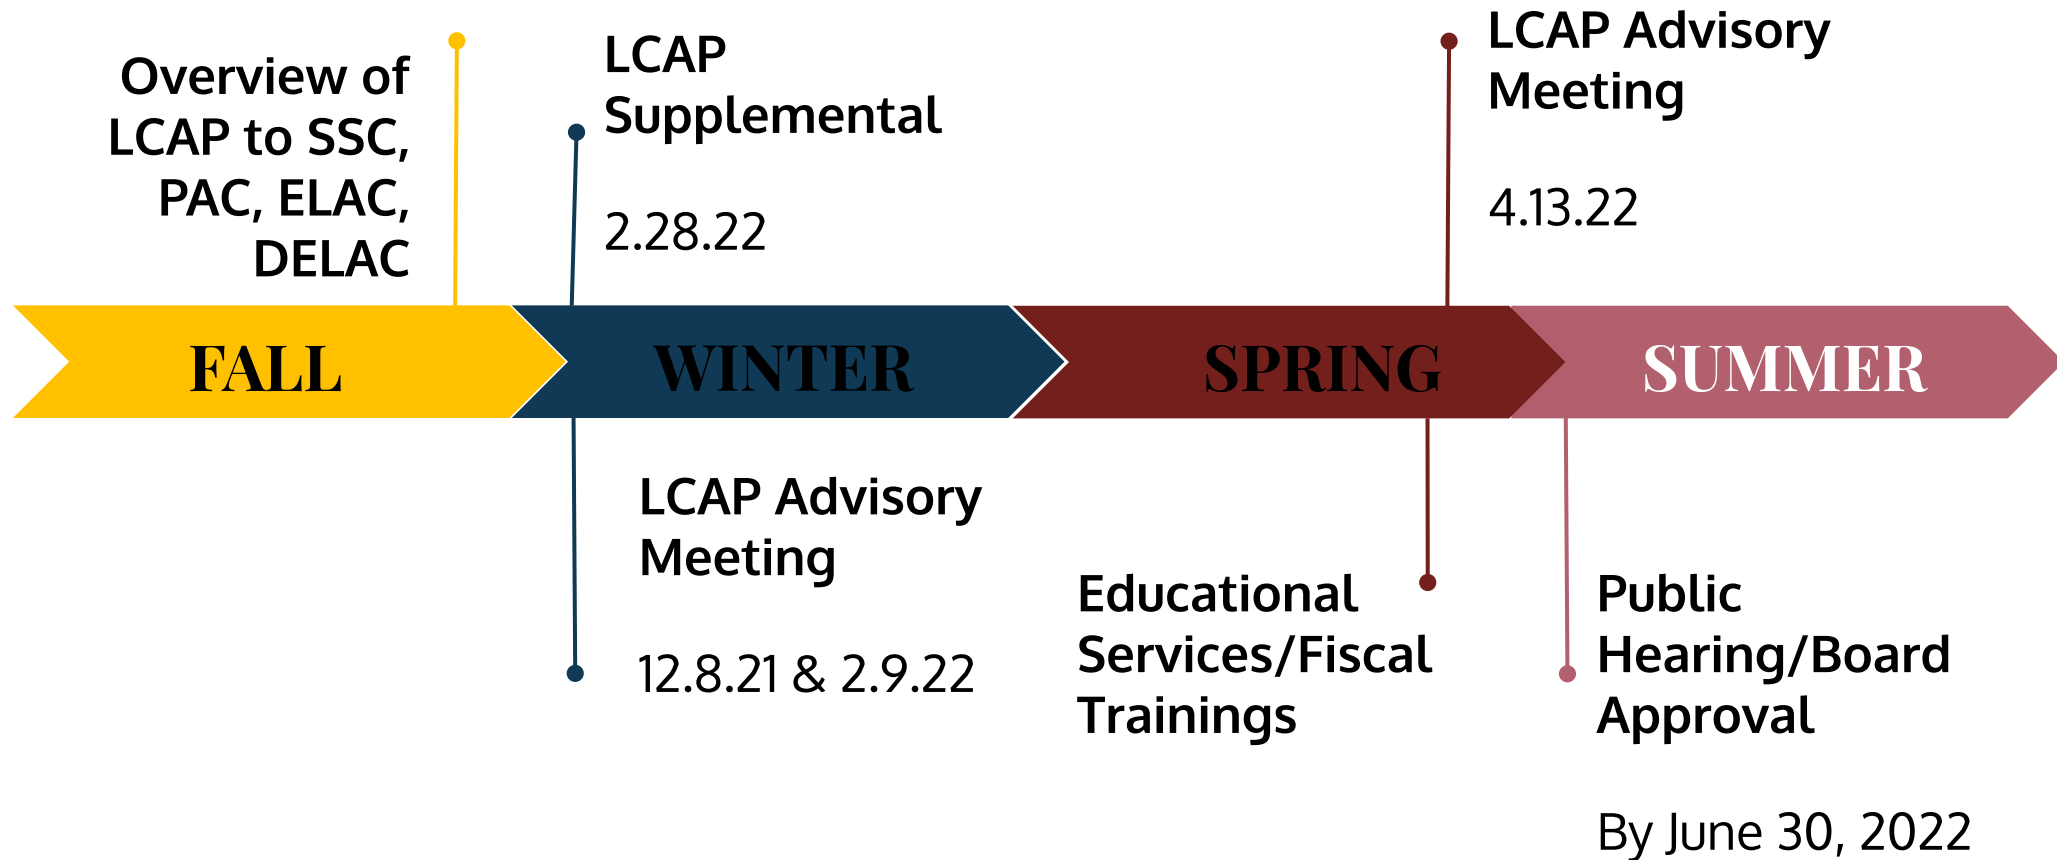 Overview of
LCAP to SSC,
PAC, ELAC,
DELAC
LCAP
Supplemental
2.28.22
LCAP Advisory
Meeting
4.13.22
FALL
WINTER
SPRING
SUMMER
LCAP Advisory
Meeting
12.8.21 & 2.9.22
Educational
Services/Fiscal
Trainings
Public
Hearing/Board
Approval
By June 30, 2022